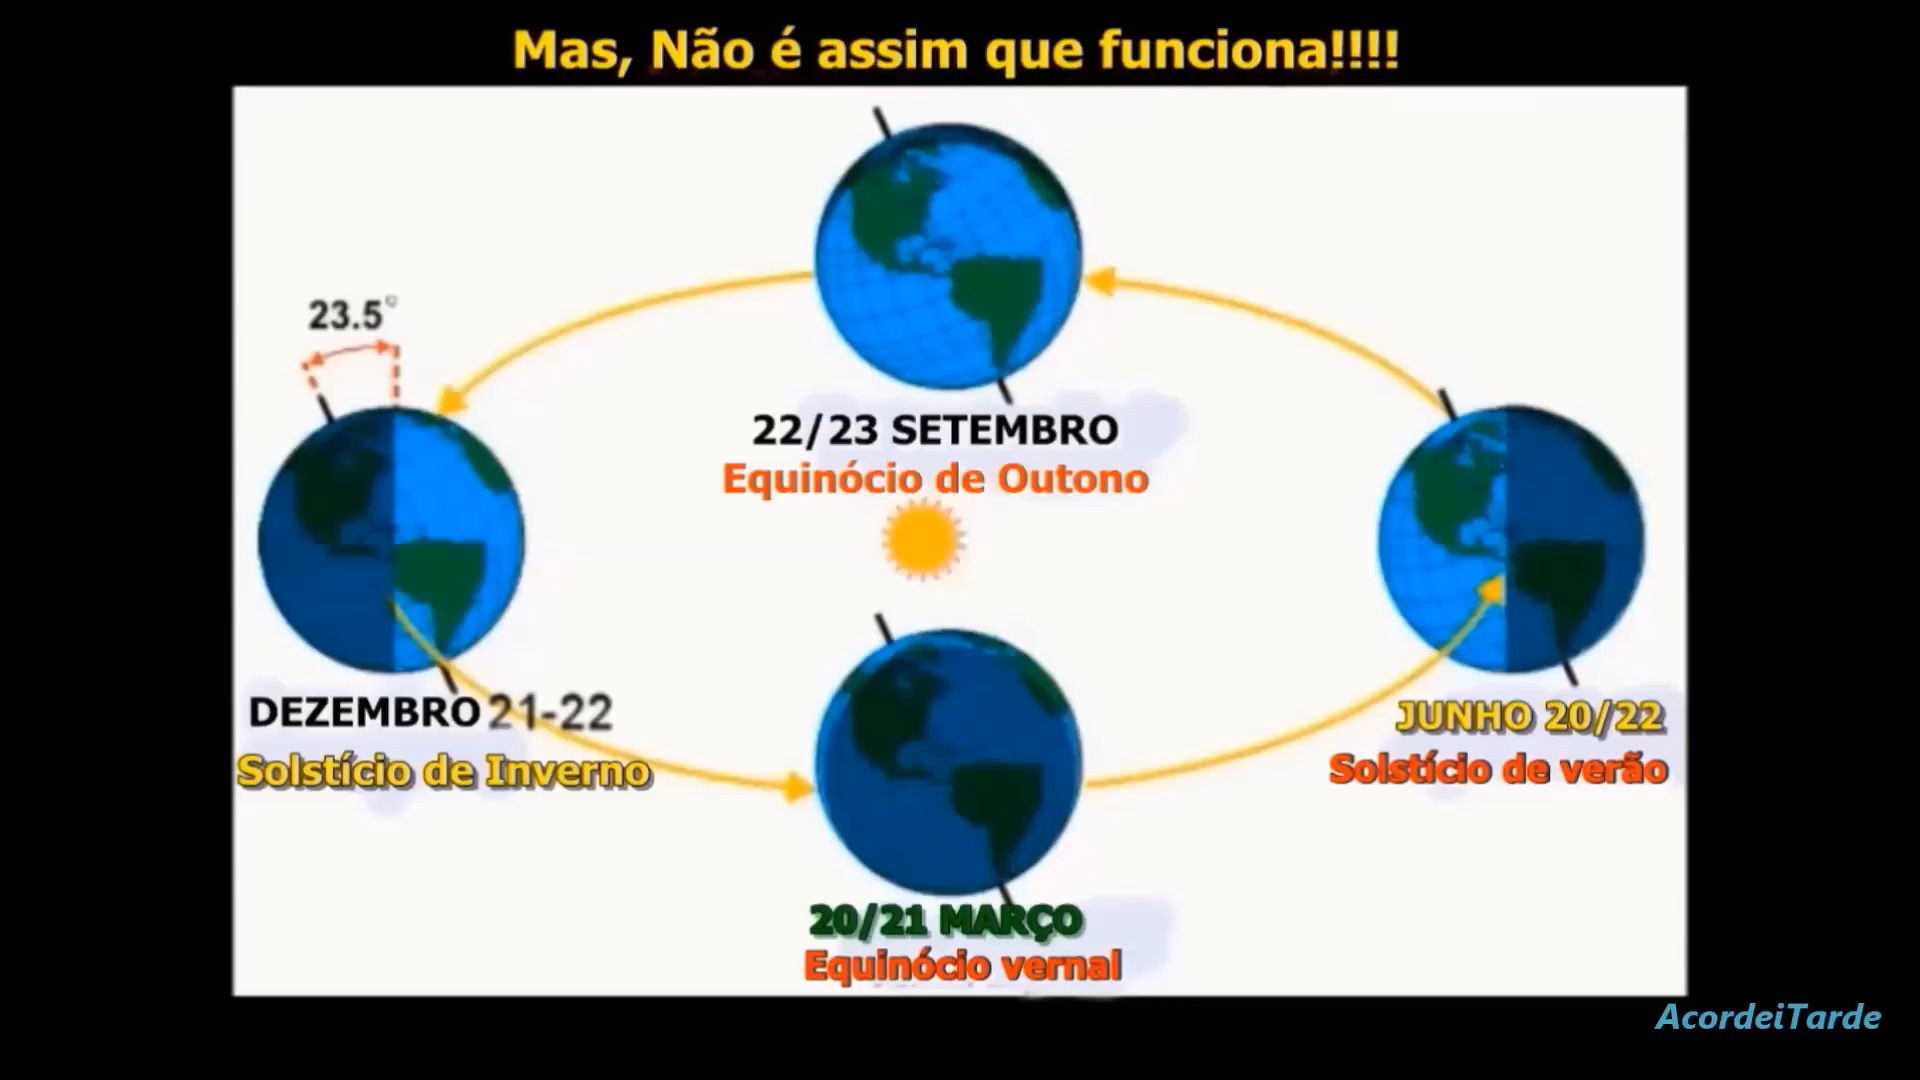 Mas, Não é assim que funciona!!!!
23.5°
22/23 SETEMBRO
Equinócio de Outono
DEZEMBRO 21-22
Solstício de Inverno
JUNHO 20/22
Solstício de verão
20/21 MARÇO
Equinócio vernal
AcordeiTarde